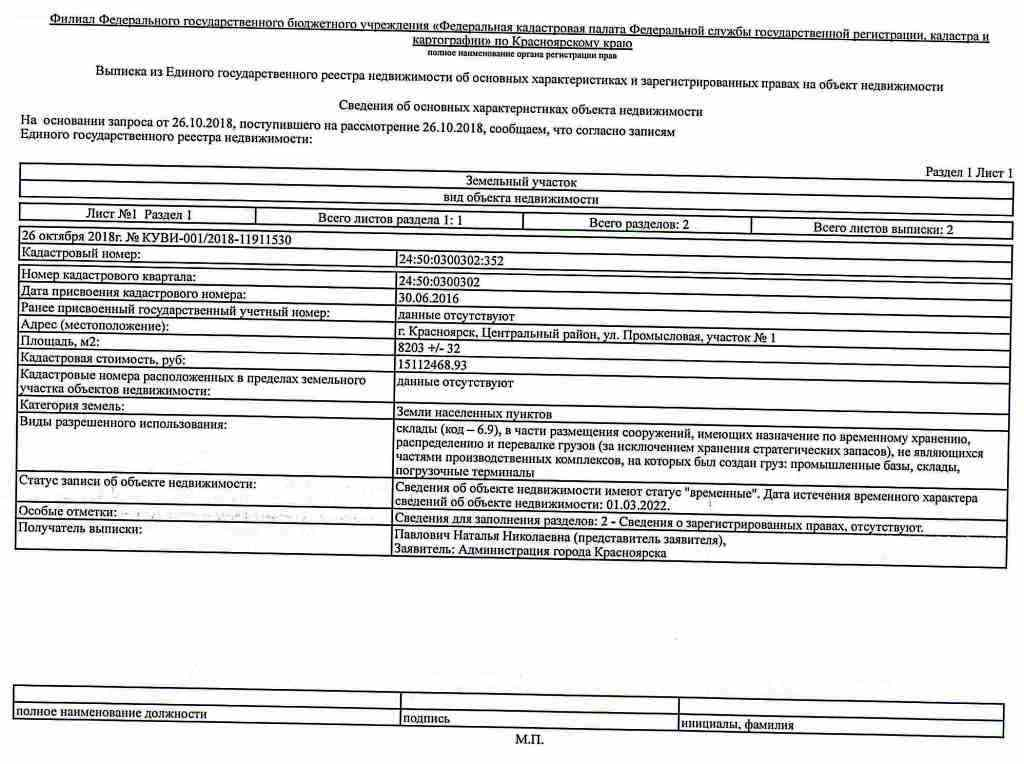 Филиал Федерального государственного бюджетного учреждения «Федеральная кадастровая палата Федеральной службы государственной регистрации, кадастра и
картографии» по Красноярскому краю
полное наименование органа регистрации прав
Выписка из Единого государственного реестра недвижимости об основных характеристиках и зарегистрированных правах на объект недвижимости
Сведения об основных характеристиках объекта недвижимости
На основании запроса от 26.10.2018, поступившего на рассмотрение 26.10.2018, сообщаем, что согласно записям
Единого государственного реестра недвижимости:
Раздел 1 Лист 1
Земельный участок
вид объекта недвижимости
Лист №1 Раздел 1 Всего листов раздела 1: 1 Всего разделов: 2 Всего листов выписки: 2
26 октября 2018г. № КУВИ-001/2018-11911530
Кадастровый номер: 24:50:0300302:352
Номер кадастрового квартала: 24:50:0300302
Дата присвоения кадастрового номера: 30.06.2016
Ранее присвоенный государственный учетный номер: данные отсутствуют
Адрес (местоположение): г. Красноярск, Центральный район, ул. Промысловая, участок № 1
Площадь, м2: 8203 +/- 32
Кадастровая стоимость, руб: 15112468.93
Кадастровые номера расположенных в пределах земельного данные отсутствуют
участка объектов недвижимости:
Категория земель: Земли населенных пунктов
Виды разрешенного использования: склады (код – 6.9), в части размещения сооружений, имеющих назначение по временному хранению,
распределению и перевалке грузов (за исключением хранения стратегических запасов), не являющихся
частями производственных комплексов, на которых был создан груз: промышленные базы, склады,
погрузочные терминалы
Статус записи об объекте недвижимости: Сведения об объекте недвижимости имеют статус "временные". Дата истечения временного характера
сведений об объекте недвижимости: 01.03.2022.
Особые отметки: Сведения для заполнения разделов: 2 - Сведения о зарегистрированных правах, отсутствуют.
Получатель выписки: Павлович Наталья Николаевна (представитель заявителя),
Заявитель: Администрация города Красноярска
полное наименование должности подпись инициалы, фамилия
М.П.